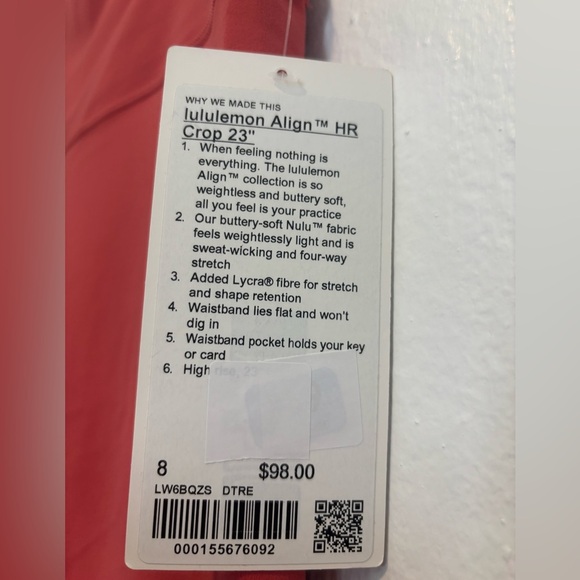 WHY WE MADE THIS
lululemon Align™ HR
Crop 23"
1. When feeling nothing is
everything. The lululemon
Align™ collection is so
weightless and buttery soft,
all you feel is your practice
2. Our buttery-soft Nulu™ fabric
feels weightlessly light and is
sweat-wicking and four-way
stretch
3. Added Lycra® fibre for stretch
and shape retention
4. Waistband lies flat and won't
dig in
5. Waistband pocket holds your key
or card
6. High rise, 23"
8 $98.00
LW6BQZS DTRE
000155676092